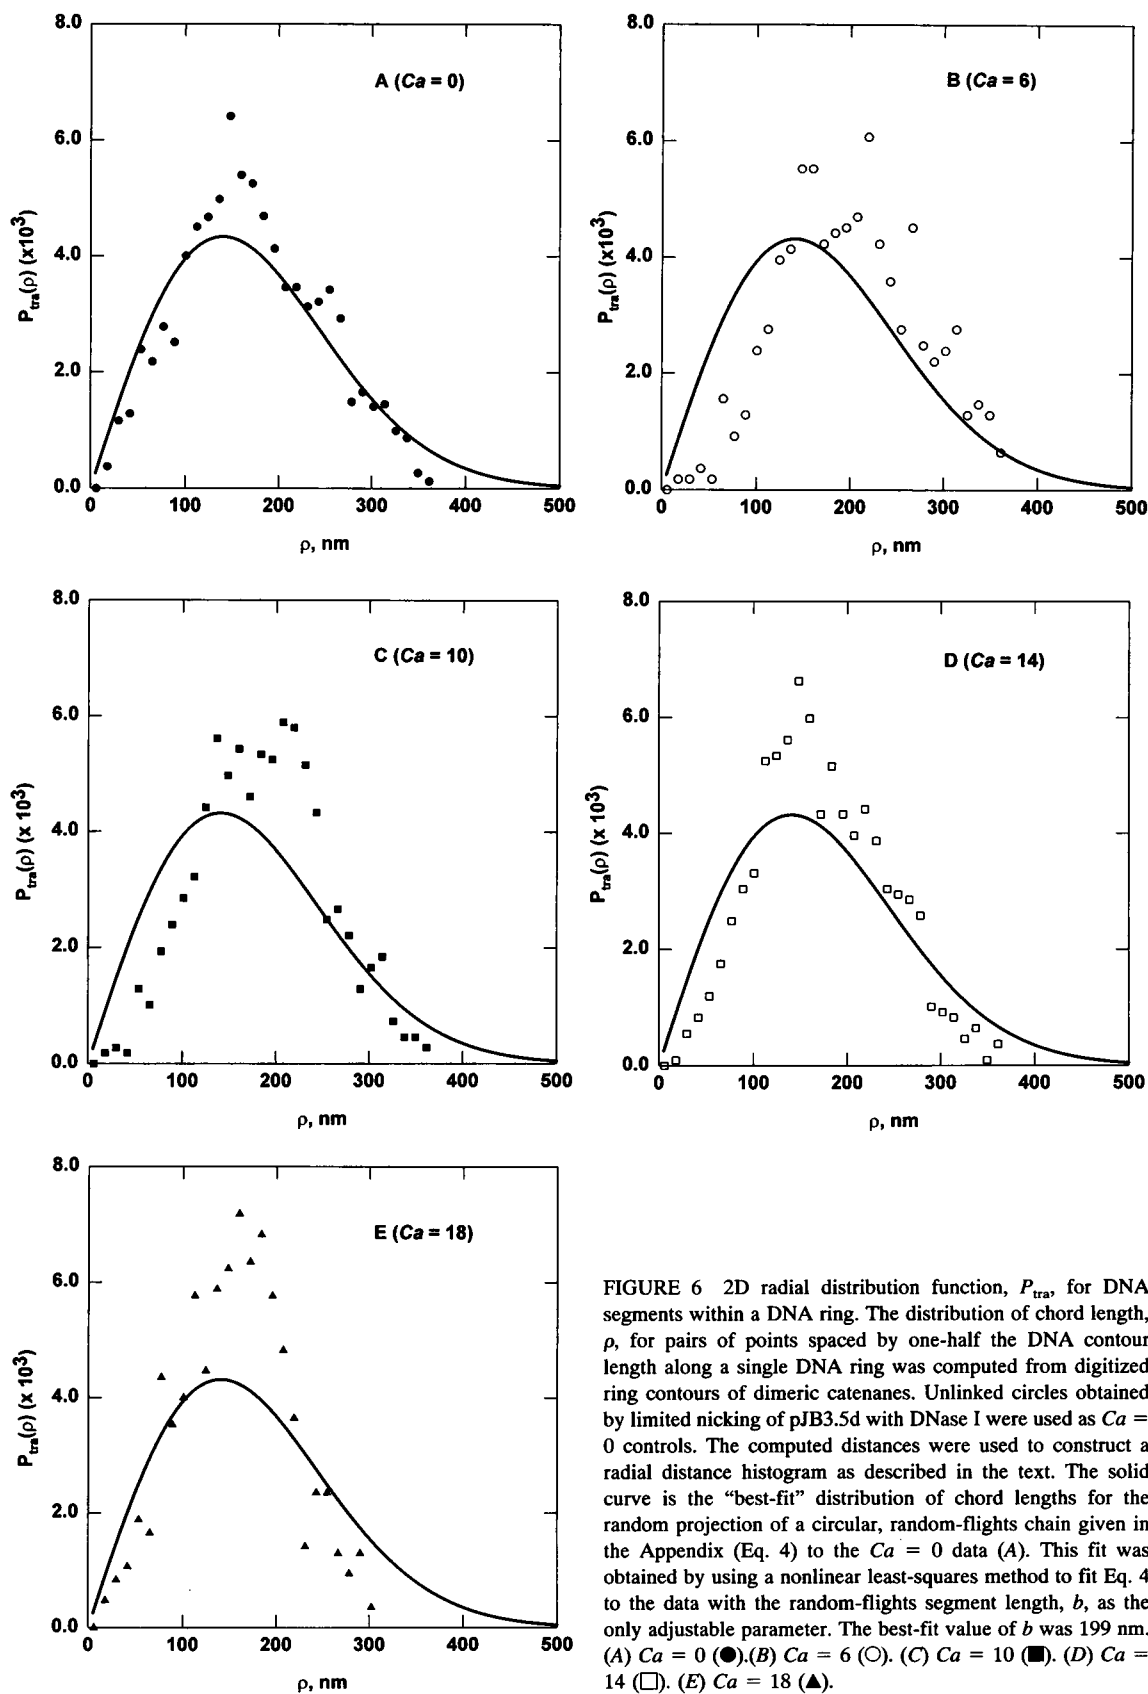 8.0
A (Ca = 0)
6.0
P_tra(ρ) (x10³)
4.0
2.0
0.0
0 100 200 300 400 500
ρ, nm
8.0
B (Ca = 6)
6.0
P_tra(ρ) (x10³)
4.0
2.0
0.0
0 100 200 300 400 500
ρ, nm
8.0
C (Ca = 10)
6.0
P_tra(ρ) (x 10³)
4.0
2.0
0.0
0 100 200 300 400 500
ρ, nm
8.0
D (Ca = 14)
6.0
P_tra(ρ) (x 10³)
4.0
2.0
0.0
0 100 200 300 400 500
ρ, nm
8.0
E (Ca = 18)
6.0
P_tra(ρ) (x 10³)
4.0
2.0
0.0
0 100 200 300 400 500
ρ, nm
FIGURE 6 2D radial distribution function, P_tra, for DNA
segments within a DNA ring. The distribution of chord length,
ρ, for pairs of points spaced by one-half the DNA contour
length along a single DNA ring was computed from digitized
ring contours of dimeric catenanes. Unlinked circles obtained
by limited nicking of pJB3.5d with DNase I were used as Ca =
0 controls. The computed distances were used to construct a
radial distance histogram as described in the text. The solid
curve is the “best-fit” distribution of chord lengths for the
random projection of a circular, random-flights chain given in
the Appendix (Eq. 4) to the Ca = 0 data (A). This fit was
obtained by using a nonlinear least-squares method to fit Eq. 4
to the data with the random-flights segment length, b, as the
only adjustable parameter. The best-fit value of b was 199 nm.
(A) Ca = 0 (●).(B) Ca = 6 (○). (C) Ca = 10 (■). (D) Ca =
14 (□). (E) Ca = 18 (▲).